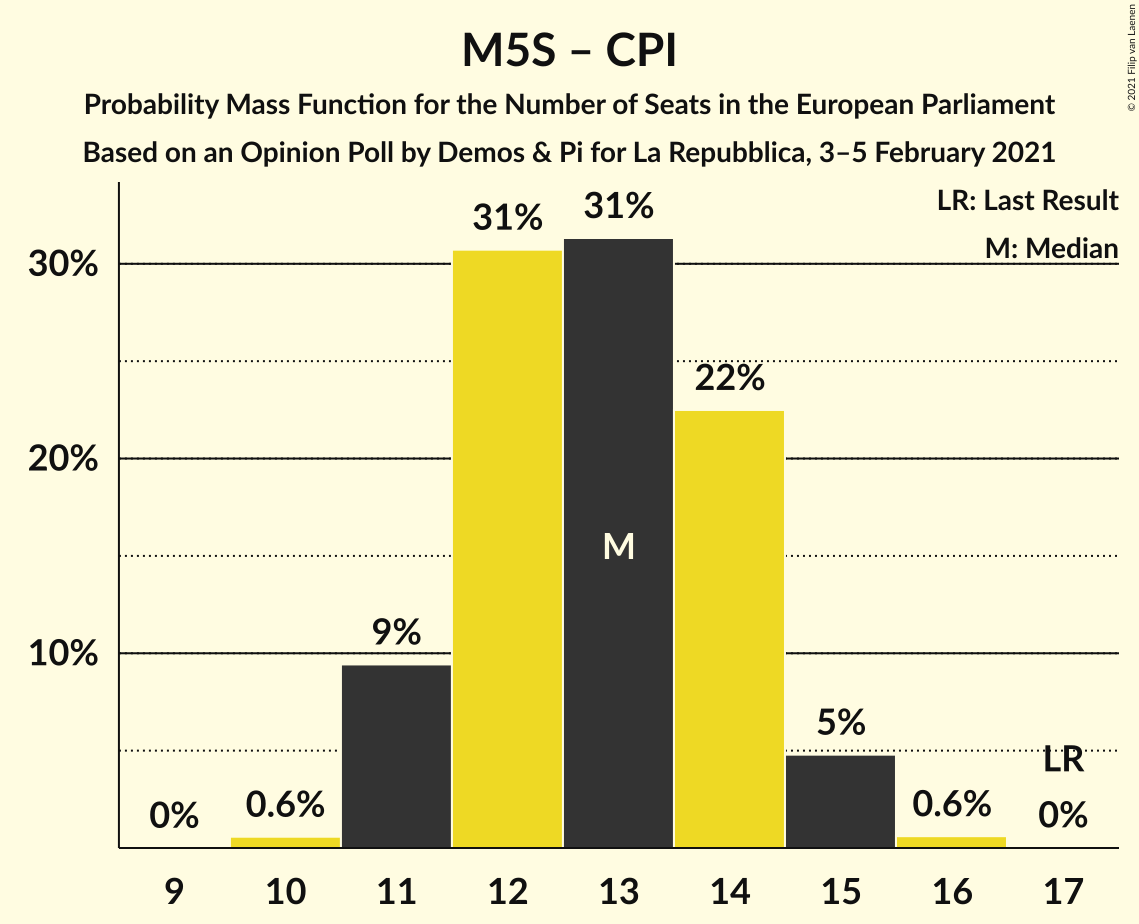 M5S – CPI
Probability Mass Function for the Number of Seats in the European Parliament
Based on an Opinion Poll by Demos & Pi for La Repubblica, 3–5 February 2021
© 2021 Filip van Laenen
LR: Last Result
M: Median
30%
20%
10%
0%
0.6%
9%
31%
31%
M
22%
5%
0.6%
LR
0%
9 10 11 12 13 14 15 16 17